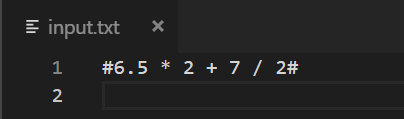 input.txt
1 #6.5 * 2 + 7 / 2#
2